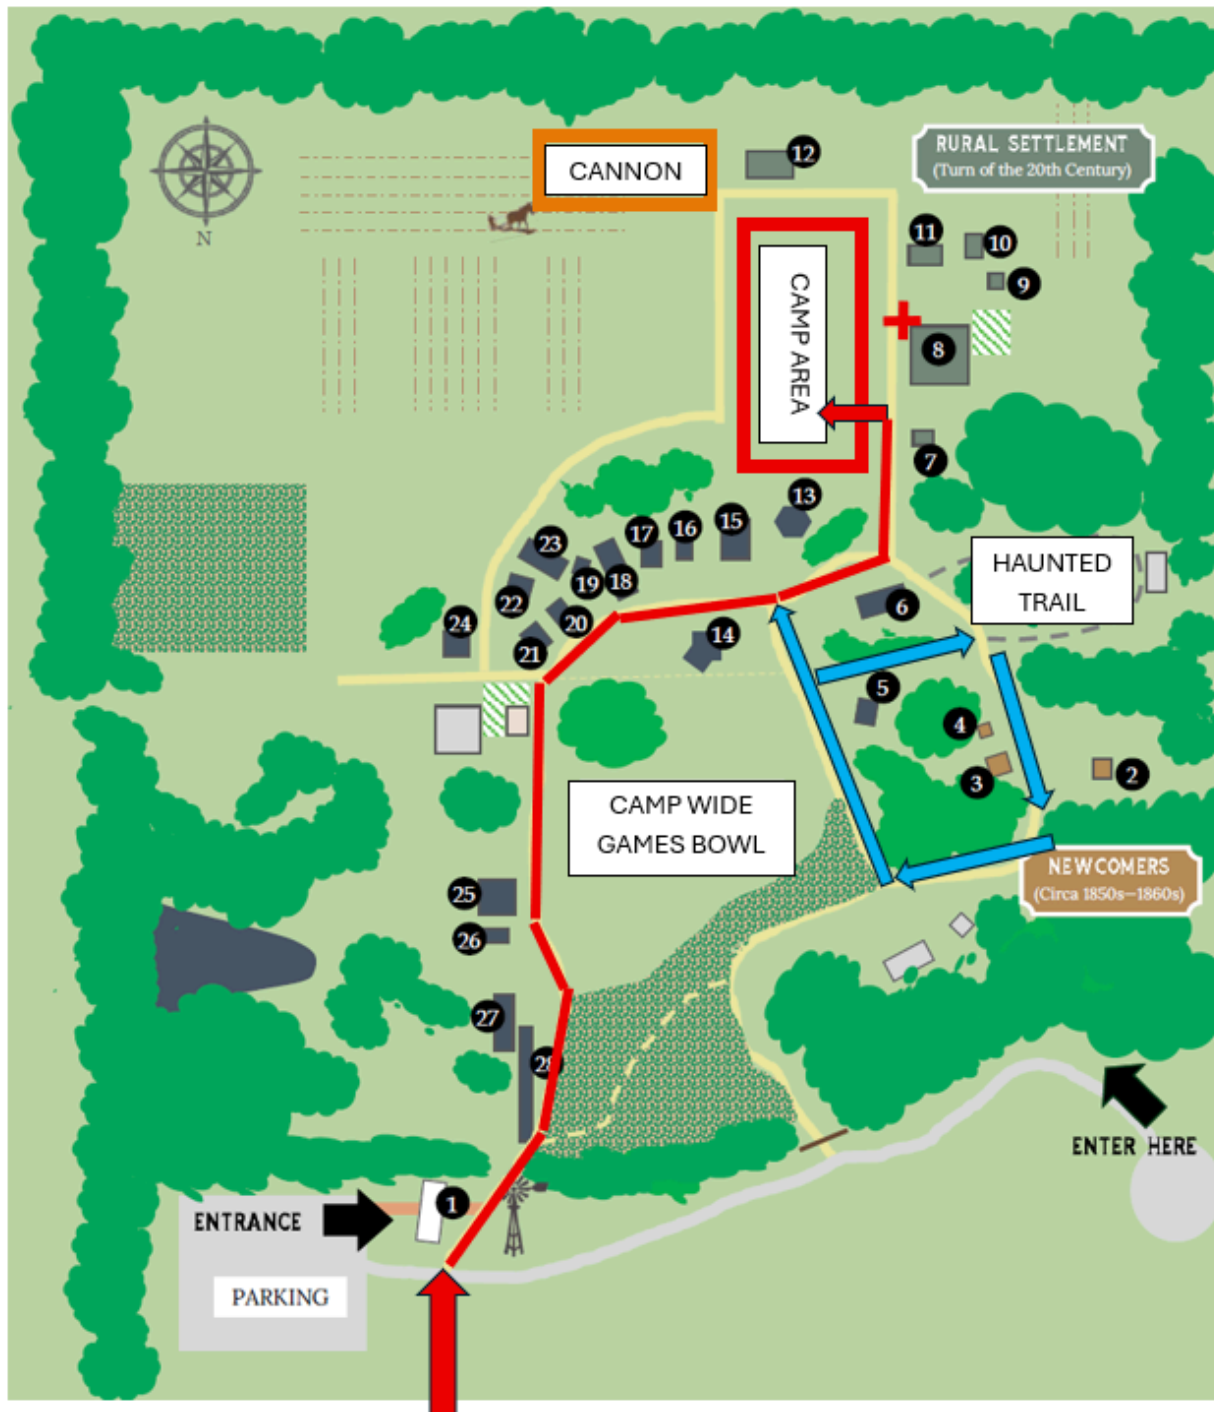 12
RURAL SETTLEMENT
(Turn of the 20th Century)
CANNON
N
11
10
9
CAMP AREA
8
7
13
15
16
17
23
19
18
22
20
24
21
14
6
HAUNTED
TRAIL
5
4
3
2
CAMP WIDE
GAMES BOWL
NEWCOMERS
(Circa 1850s—1860s)
25
26
27
28
ENTER HERE
1
ENTRANCE
PARKING